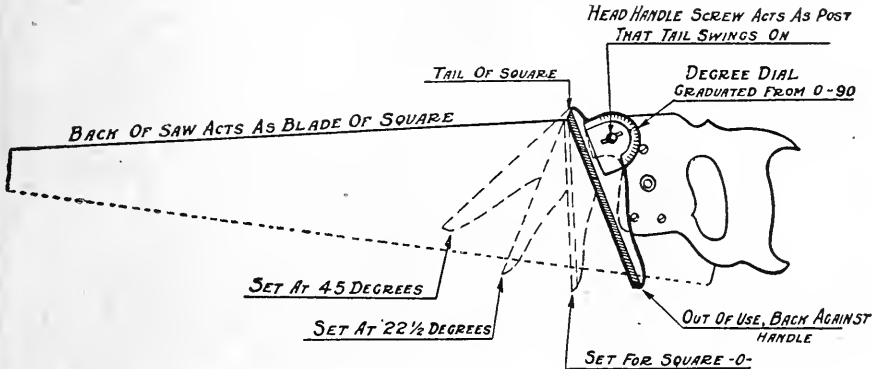 HEAD HANDLE SCREW ACTS AS POST
THAT TAIL SWINGS ON
TAIL OF SQUARE
DEGREE DIAL
GRADUATED FROM 0-90
BACK OF SAW ACTS AS BLADE OF SQUARE
SET AT 45 DEGREES
SET AT 22½ DEGREES
OUT OF USE, BACK AGAINST
HANDLE
SET FOR SQUARE -0-